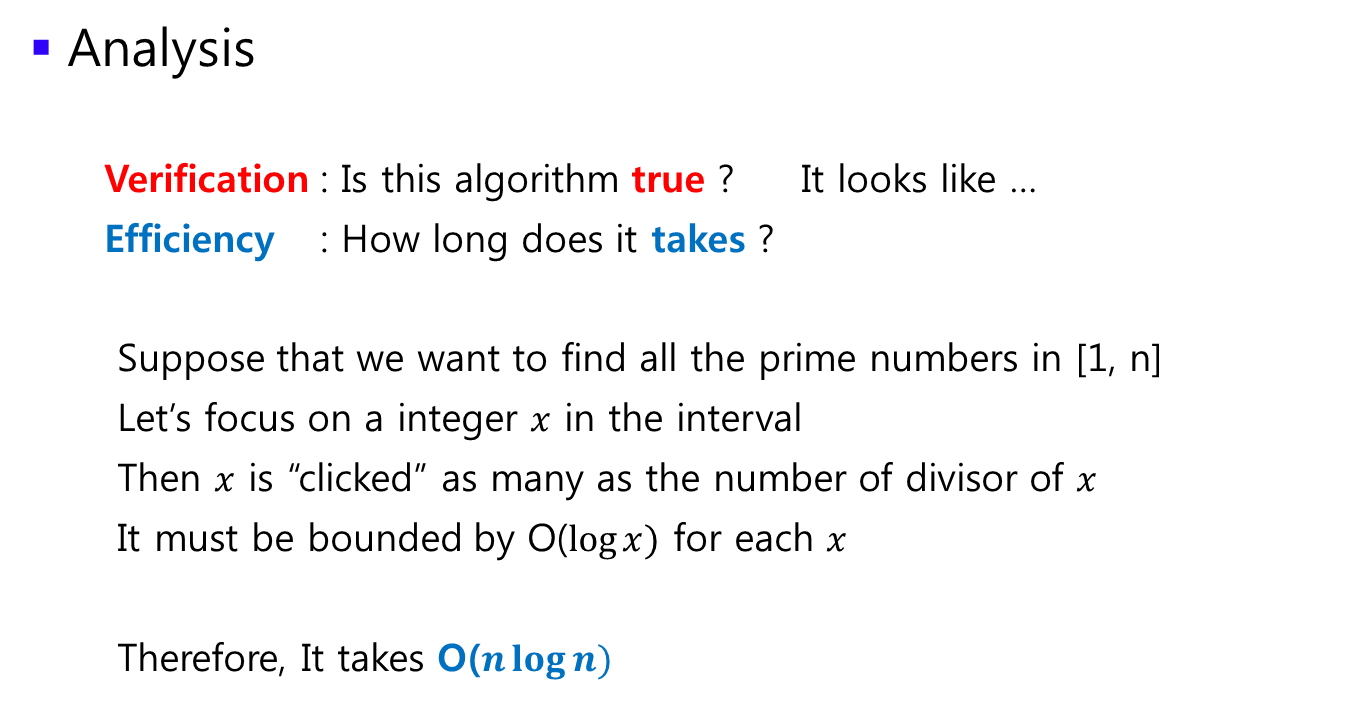 Analysis
Verification : Is this algorithm true ? It looks like …
Efficiency : How long does it takes ?
Suppose that we want to find all the prime numbers in [1, n]
Let’s focus on a integer x in the interval
Then x is “clicked” as many as the number of divisor of x
It must be bounded by O(log x) for each x
Therefore, It takes O(n log n)